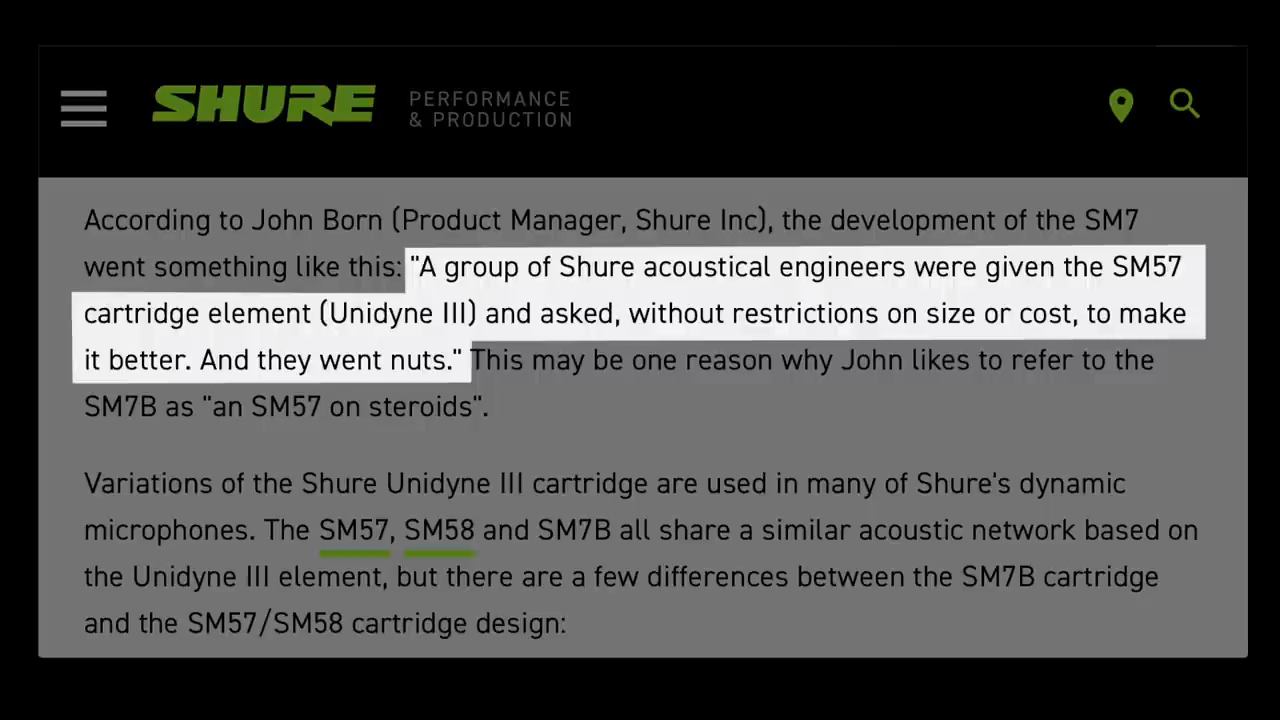 SHURE
PERFORMANCE
& PRODUCTION
According to John Born (Product Manager, Shure Inc), the development of the SM7
went something like this: "A group of Shure acoustical engineers were given the SM57
cartridge element (Unidyne III) and asked, without restrictions on size or cost, to make
it better. And they went nuts." This may be one reason why John likes to refer to the
SM7B as "an SM57 on steroids".
Variations of the Shure Unidyne III cartridge are used in many of Shure's dynamic
microphones. The SM57, SM58 and SM7B all share a similar acoustic network based on
the Unidyne III element, but there are a few differences between the SM7B cartridge
and the SM57/SM58 cartridge design: